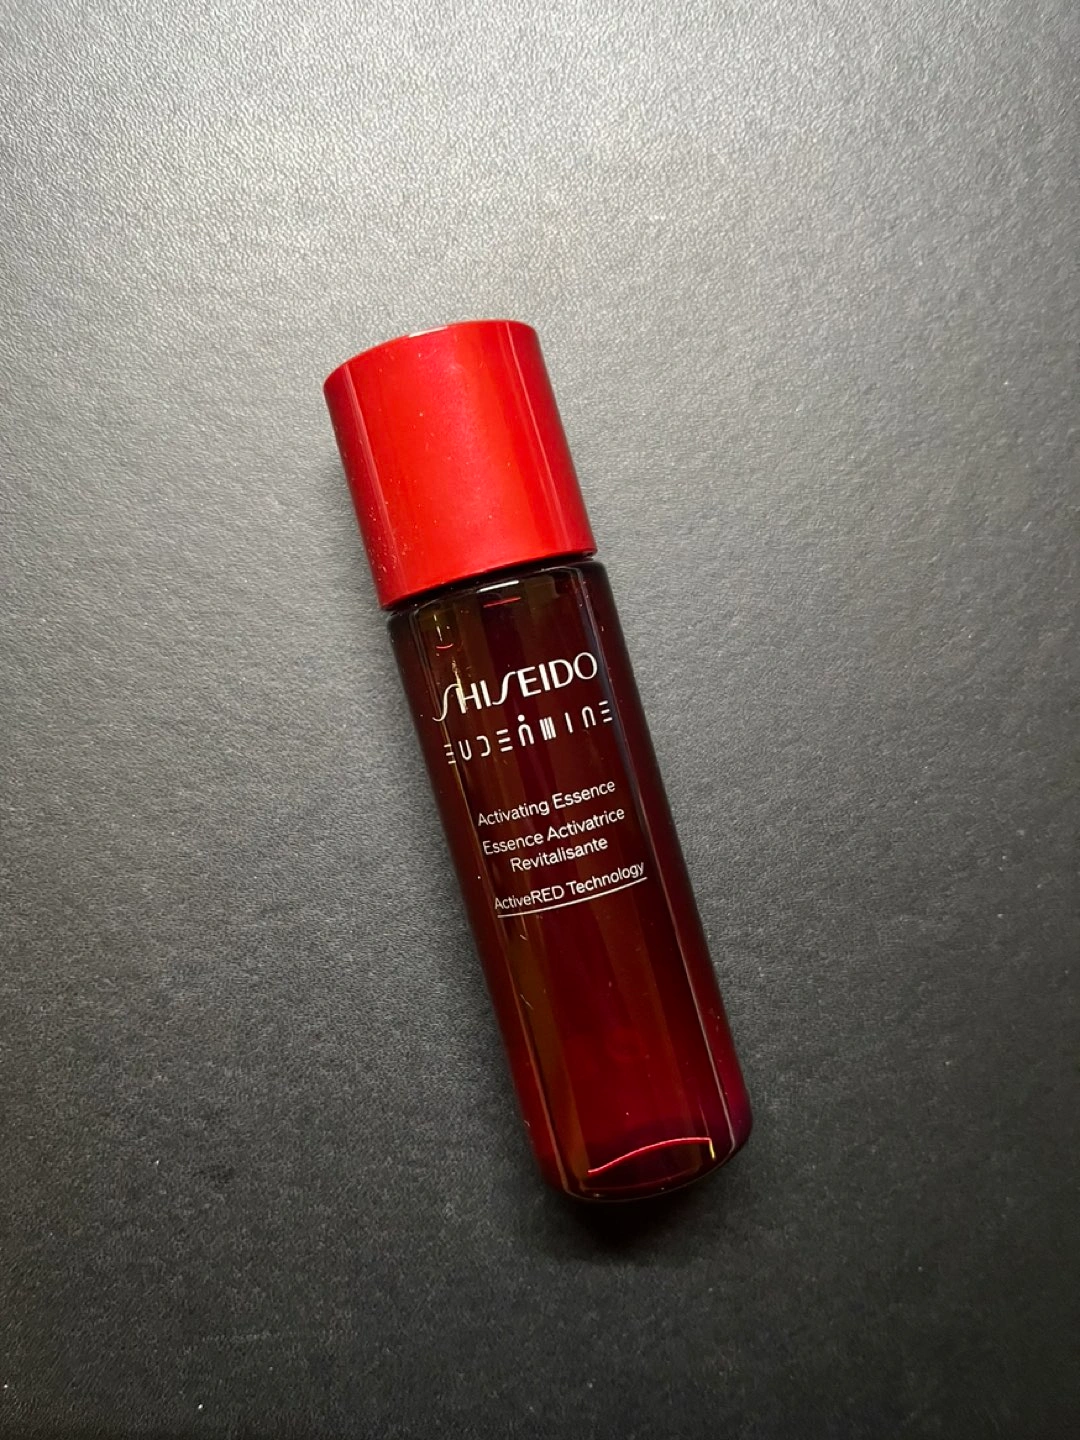 SHISEIDO
EUDERMINE
Activating Essence
Essence Activatrice
Revitalisante
ActiveRED Technology